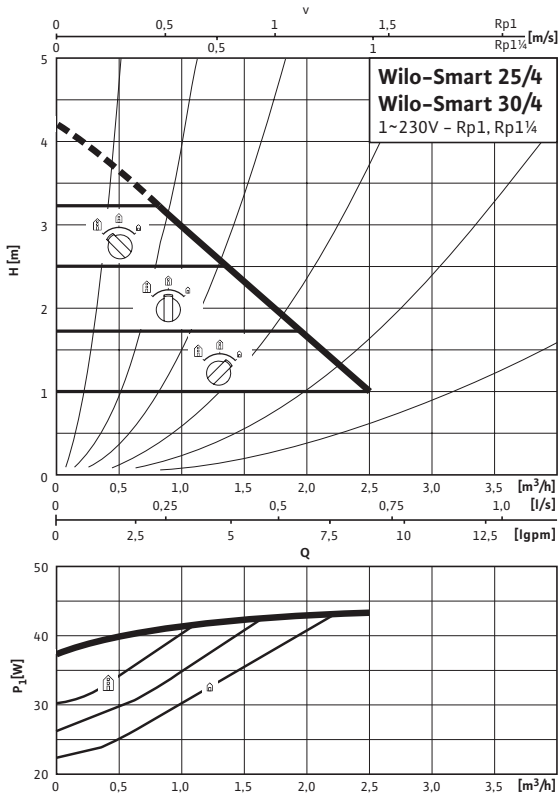 v
0 0,5 1 1,5 Rp1
0 0,5 1 Rp1¼ [m/s]
Wilo-Smart 25/4
Wilo-Smart 30/4
1~230V – Rp1, Rp1¼
5
4
3
2
1
0
H [m]
0 0,5 1,0 1,5 2,0 2,5 3,0 3,5 [m³/h]
0 0,25 0,5 0,75 1,0 [l/s]
0 2,5 5 7,5 10 12,5 [Igpm]
Q
50
40
30
20
P₁[W]
0 0,5 1,0 1,5 2,0 2,5 3,0 3,5 [m³/h]